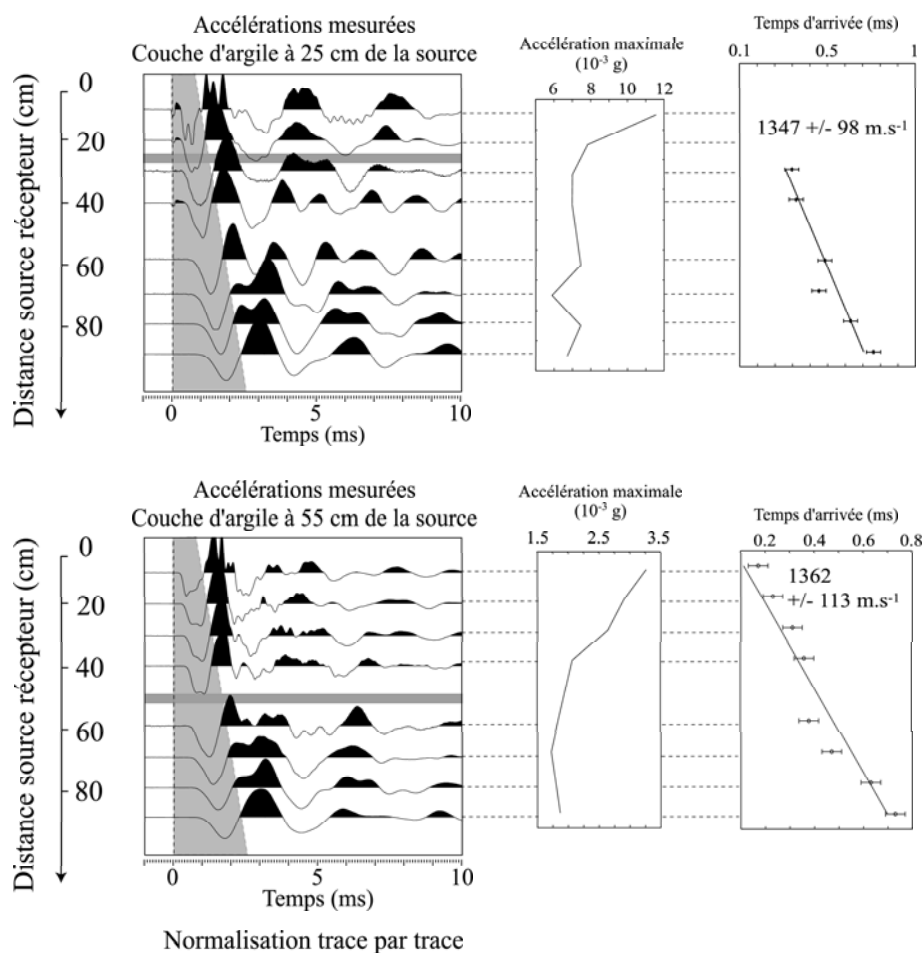 Accélérations mesurées
Couche d'argile à 25 cm de la source
Accélération maximale
(10⁻³ g)
6 8 10 12
Temps d'arrivée (ms)
0.1 0.5 1
Distance source récepteur (cm)
0
20
40
60
80
1347 +/- 98 m.s⁻¹
0 5 10
Temps (ms)
Accélérations mesurées
Couche d'argile à 55 cm de la source
Accélération maximale
(10⁻³ g)
1.5 2.5 3.5
Temps d'arrivée (ms)
0.2 0.4 0.6 0.8
Distance source récepteur (cm)
0
20
40
60
80
1362
+/- 113 m.s⁻¹
0 5 10
Temps (ms)
Normalisation trace par trace